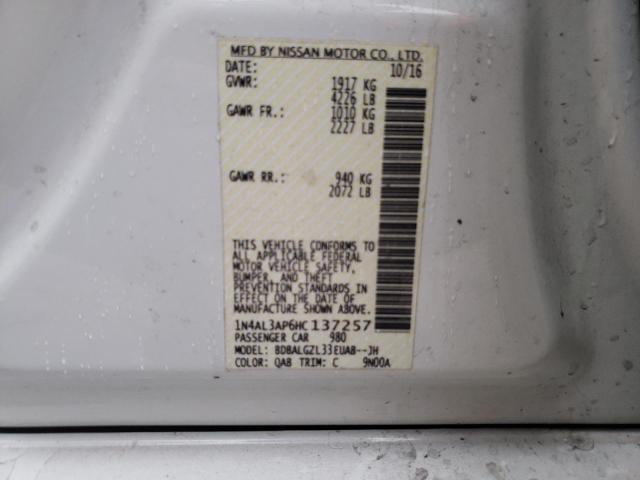 MFD BY NISSAN MOTOR CO., LTD.
DATE: 10/16
GVWR: 1917 KG
4226 LB
GAWR FR.: 1010 KG
2227 LB
GAWR RR.: 940 KG
2072 LB
THIS VEHICLE CONFORMS TO
ALL APPLICABLE FEDERAL
MOTOR VEHICLE SAFETY,
BUMPER, AND THEFT
PREVENTION STANDARDS IN
EFFECT ON THE DATE OF
MANUFACTURE SHOWN ABOVE.
1N4AL3AP6HC137257
PASSENGER CAR 980
MODEL: BDBALGZL33EUAB--JH
COLOR: QAB TRIM: C 9N00A